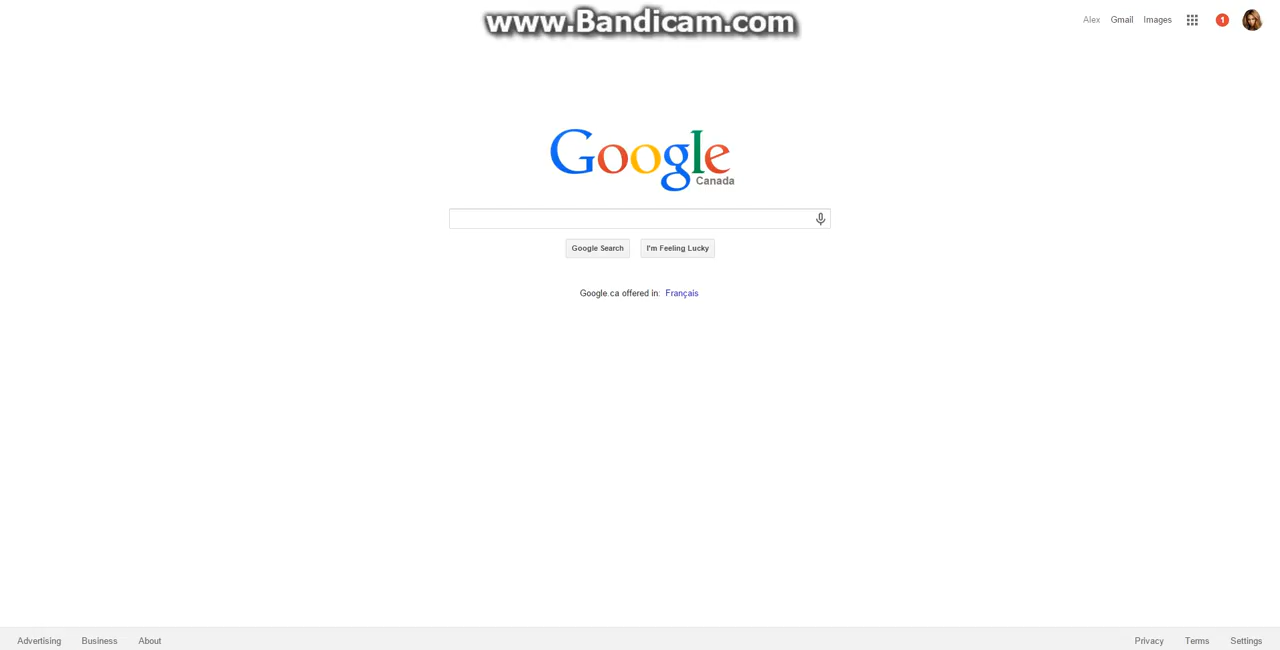 www.Bandicam.com
Alex Gmail Images 1
Google
Canada
Google Search I'm Feeling Lucky
Google.ca offered in: Français
Advertising Business About Privacy Terms Settings